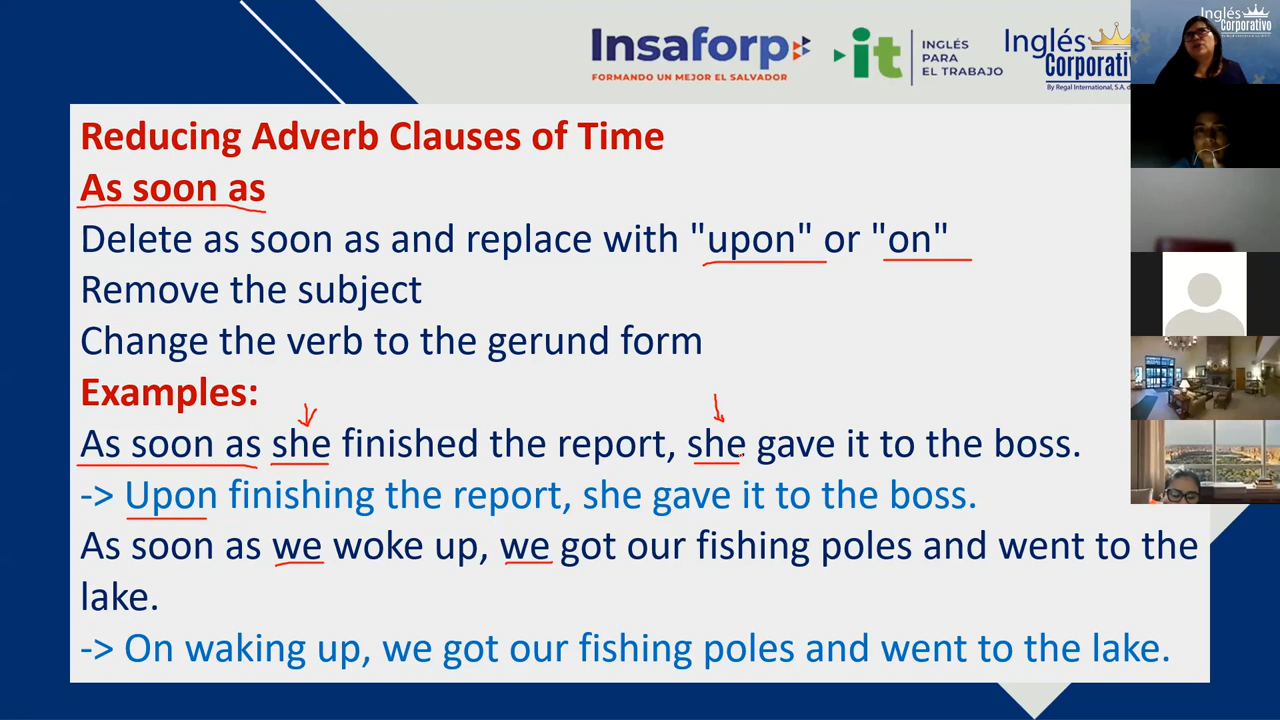 Insaforp
FORMANDO UN MEJOR EL SALVADOR
it
INGLÉS
PARA
EL TRABAJO
Inglés
Corporativ
By Regal International, S.A. d
Inglés
Corporativo
Reducing Adverb Clauses of Time
As soon as
Delete as soon as and replace with "upon" or "on"
Remove the subject
Change the verb to the gerund form
Examples:
As soon as she finished the report, she gave it to the boss.
-> Upon finishing the report, she gave it to the boss.
As soon as we woke up, we got our fishing poles and went to the
lake.
-> On waking up, we got our fishing poles and went to the lake.